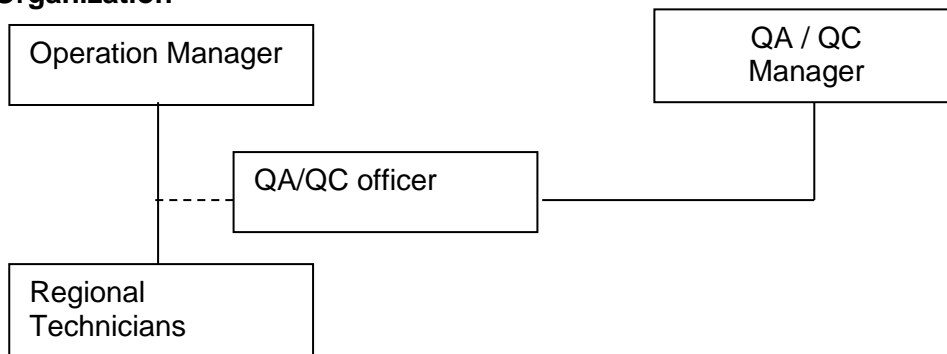 Organization
Operation Manager
QA / QC
Manager
QA/QC officer
Regional
Technicians